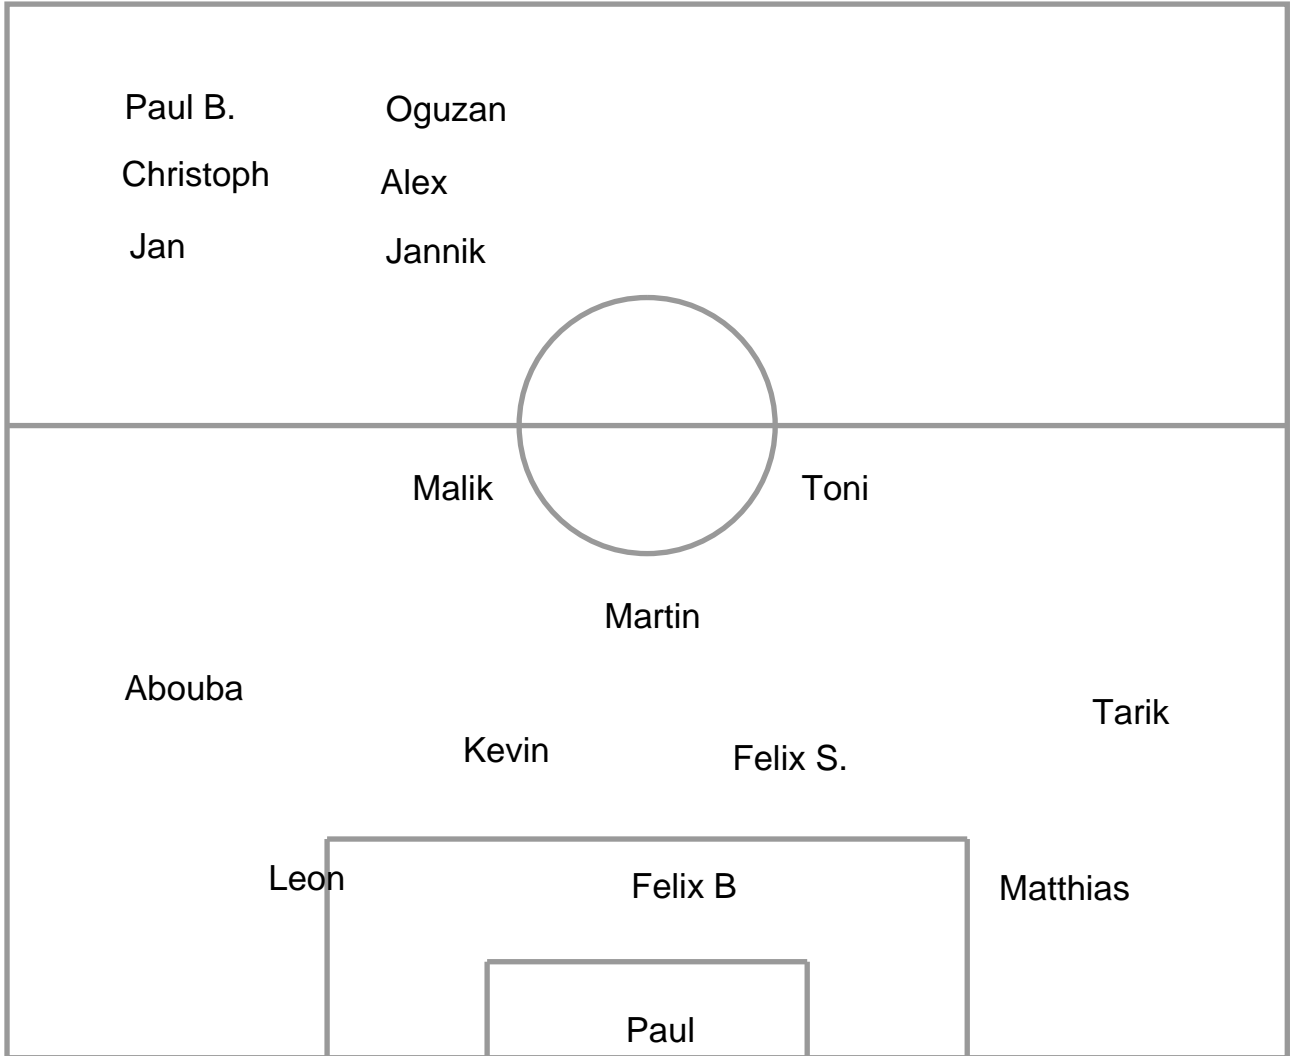 Paul B.
Oguzan
Christoph
Alex
Jan
Jannik
Malik
Toni
Martin
Abouba
Tarik
Kevin
Felix S.
Leon
Felix B
Matthias
Paul